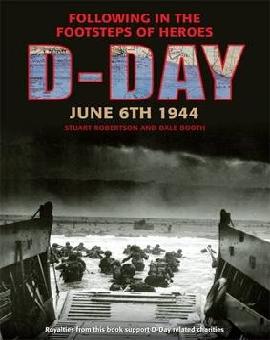 FOLLOWING IN THE
FOOTSTEPS OF HEROES
D-DAY
JUNE 6TH 1944
STUART ROBERTSON AND DALE BOOTH
Royalties from this book support D-Day related charities